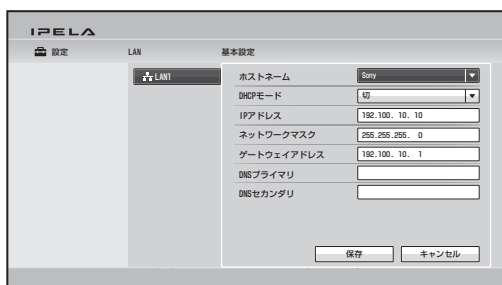 IPELA
設定 LAN 基本設定
LAN1
ホストネーム Sony
DHCPモード 切
IPアドレス 192.100. 10. 10
ネットワークマスク 255.255.255. 0
ゲートウェイアドレス 192.100. 10. 1
DNSプライマリ
DNSセカンダリ
保存 キャンセル